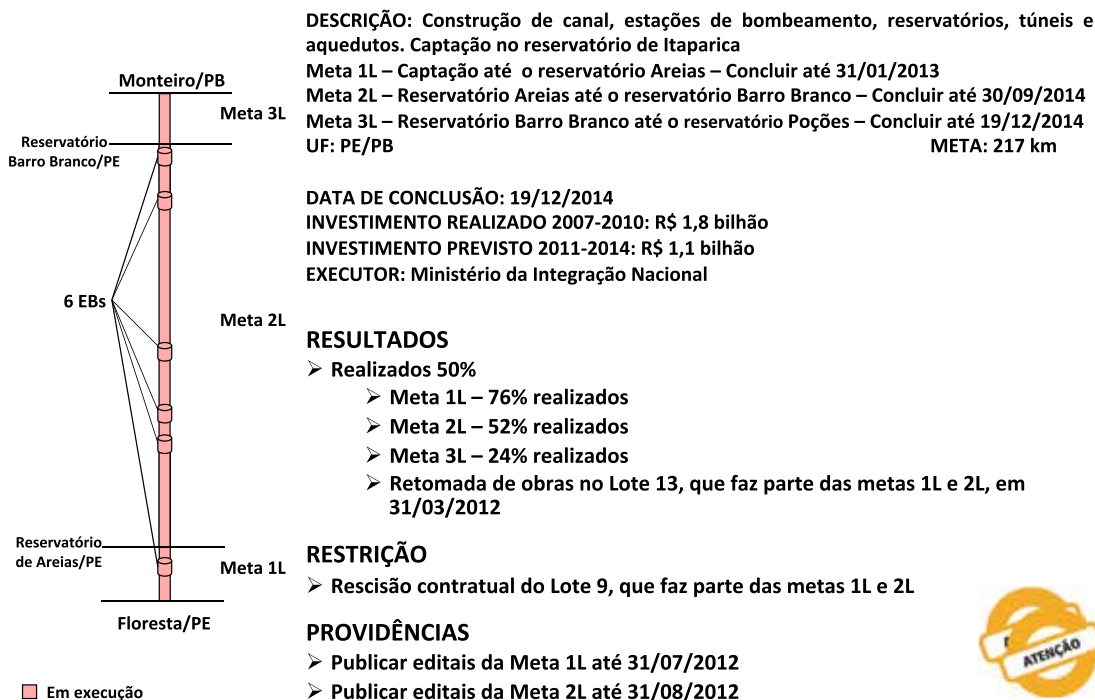 DESCRIÇÃO: Construção de canal, estações de bombeamento, reservatórios, túneis e
aquedutos. Captação no reservatório de Itaparica
Meta 1L – Captação até o reservatório Areias – Concluir até 31/01/2013
Meta 2L – Reservatório Areias até o reservatório Barro Branco – Concluir até 30/09/2014
Meta 3L – Reservatório Barro Branco até o reservatório Poções – Concluir até 19/12/2014
UF: PE/PB META: 217 km
DATA DE CONCLUSÃO: 19/12/2014
INVESTIMENTO REALIZADO 2007-2010: R$ 1,8 bilhão
INVESTIMENTO PREVISTO 2011-2014: R$ 1,1 bilhão
EXECUTOR: Ministério da Integração Nacional
Monteiro/PB
Meta 3L
Reservatório
Barro Branco/PE
6 EBs
Meta 2L
Reservatório
de Areias/PE
Meta 1L
Floresta/PE
Em execução
RESULTADOS
➢ Realizados 50%
➢ Meta 1L – 76% realizados
➢ Meta 2L – 52% realizados
➢ Meta 3L – 24% realizados
➢ Retomada de obras no Lote 13, que faz parte das metas 1L e 2L, em
31/03/2012
RESTRIÇÃO
➢ Rescisão contratual do Lote 9, que faz parte das metas 1L e 2L
PROVIDÊNCIAS
➢ Publicar editais da Meta 1L até 31/07/2012
➢ Publicar editais da Meta 2L até 31/08/2012
ATENÇÃO